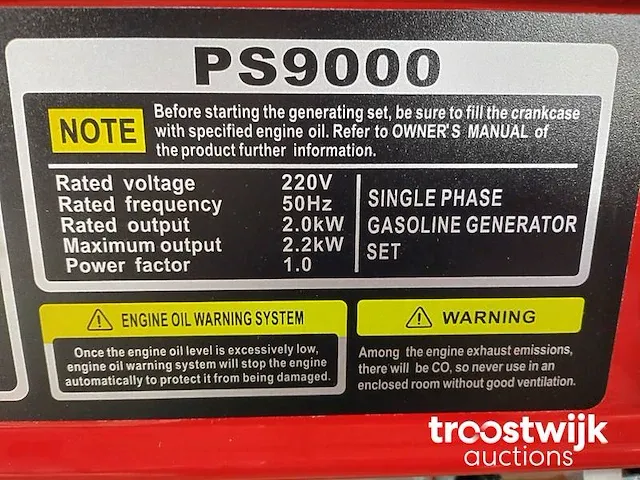 PS9000
NOTE
Before starting the generating set, be sure to fill the crankcase
with specified engine oil. Refer to OWNER'S MANUAL of
the product further information.
Rated voltage 220V
Rated frequency 50Hz
Rated output 2.0kW
Maximum output 2.2kW
Power factor 1.0
SINGLE PHASE
GASOLINE GENERATOR
SET
ENGINE OIL WARNING SYSTEM
Once the engine oil level is excessively low,
engine oil warning system will stop the engine
automatically to protect it from being damaged.
WARNING
Among the engine exhaust emissions,
there will be CO, so never use in an
enclosed room without good ventilation.
troostwijk
auctions